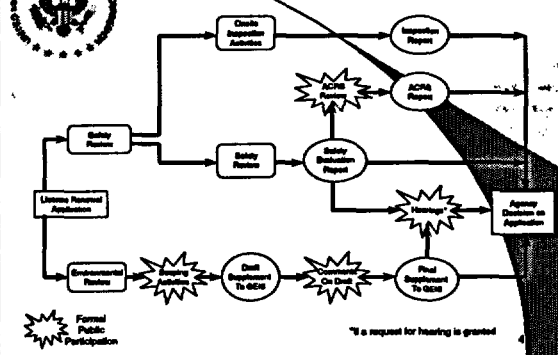 Onsite
Inspection
Activities
Inspection
Report
ACRS
Review
ACRS
Report
Safety
Review
Safety
Review
Safety
Evaluation
Report
License Renewal
Application
Hearings*
Agency
Decision on
Application
Environmental
Review
Scoping
Activities
Draft
Supplement
To GEIS
Comments
On Draft
Final
Supplement
To GEIS
Formal
Public
Participation
*If a request for hearing is granted
4